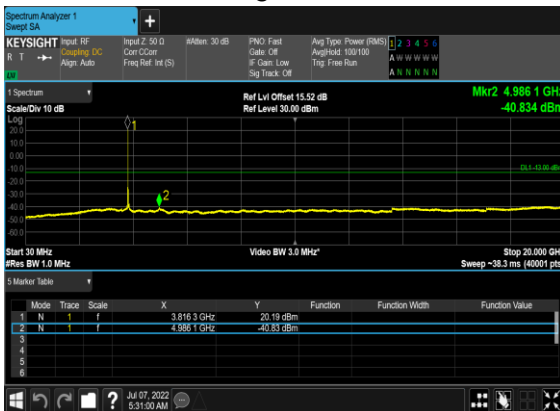 Spectrum Analyzer 1
Swept SA
KEYSIGHT Input: RF Input Z: 50 Ω #Atten: 30 dB PNO: Fast Avg Type: Power (RMS) 1 2 3 4 5 6
R T Coupling: DC Corr CCorr Gate: Off Avg|Hold: 100/100 A W W W W W
Align: Auto Freq Ref: Int (S) IF Gain: Low Trig: Free Run
Sig Track: Off A N N N N N
1 Spectrum Ref Lvl Offset 15.52 dB Mkr2 4.986 1 GHz
Scale/Div 10 dB Ref Level 30.00 dBm -40.834 dBm
Log
20.0
10.0
0.00
-10.0
-20.0
-30.0
-40.0
-50.0
-60.0
1
2
DL1 -13.00 dBm
Start 30 MHz Video BW 3.0 MHz* Stop 20.000 GH
#Res BW 1.0 MHz Sweep ~38.3 ms (40001 pts
5 Marker Table
Mode Trace Scale X Y Function Function Width Function Value
1 N 1 f 3.816 3 GHz 20.19 dBm
2 N 1 f 4.986 1 GHz -40.83 dBm
3
4
5
6
Jul 07, 2022
5:31:00 AM